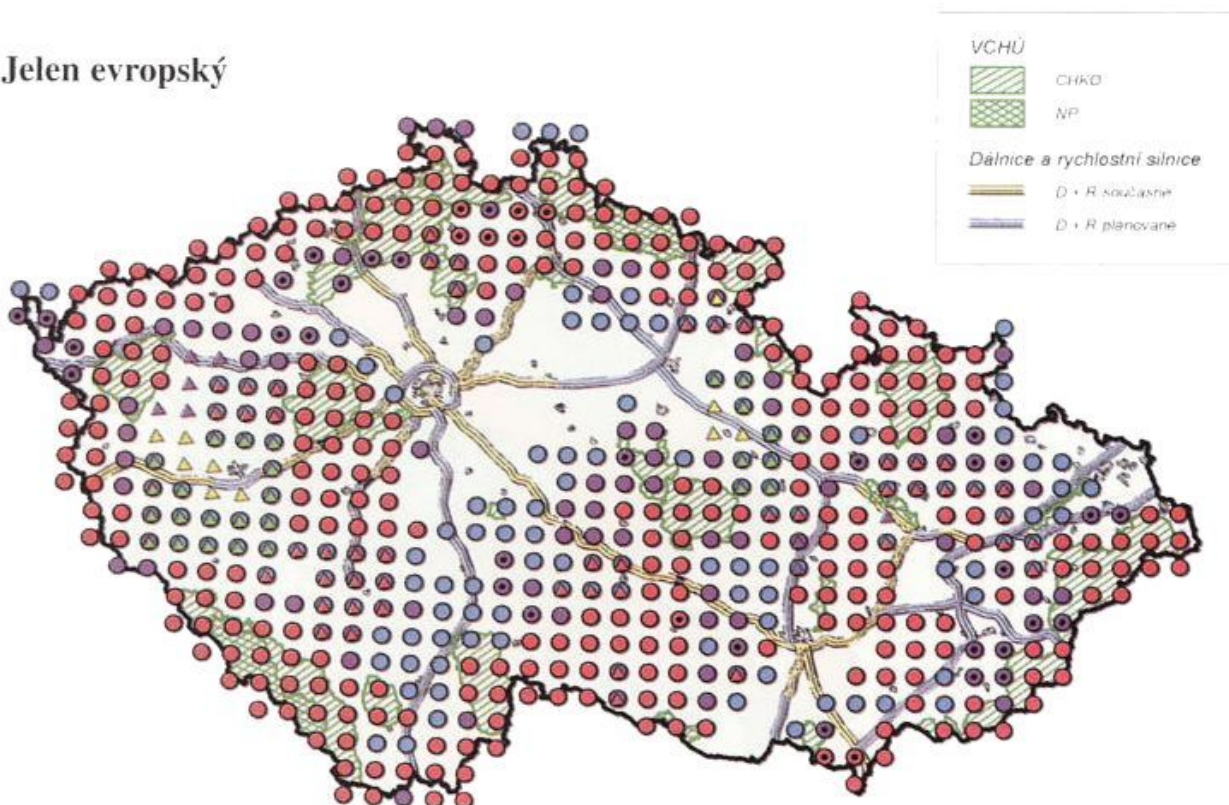 Jelen evropský
VCHÚ
CHKO
NP
Dálnice a rychlostní silnice
D + R současné
D + R plánované